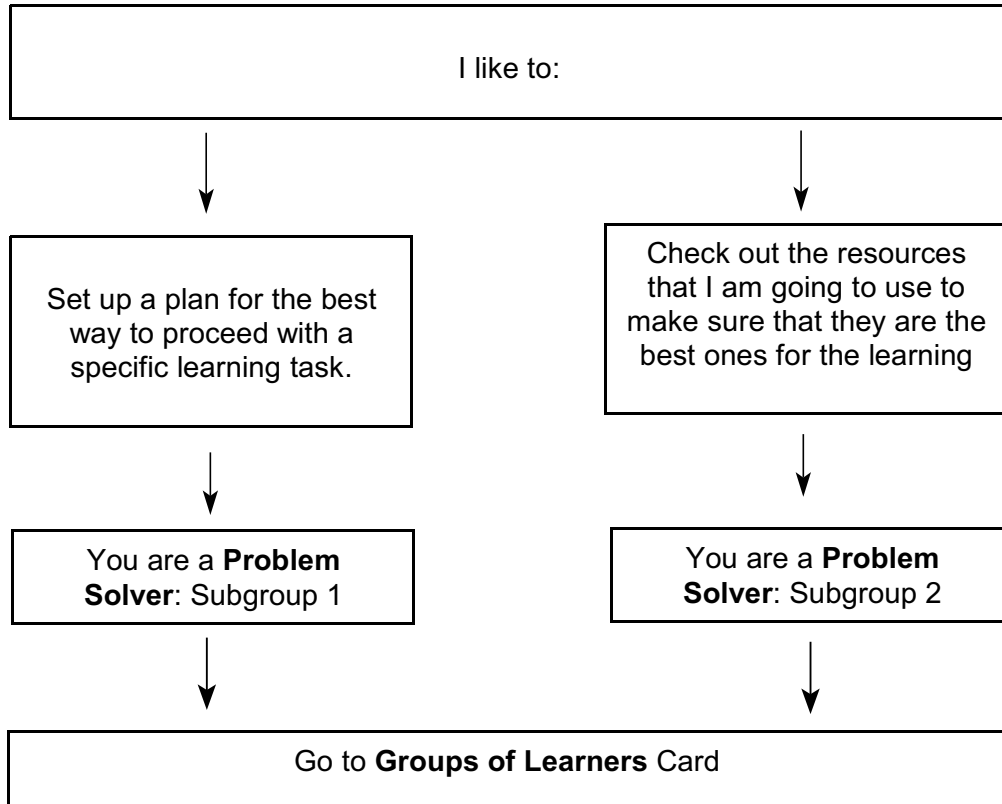 I like to:
Set up a plan for the best
way to proceed with a
specific learning task.
Check out the resources
that I am going to use to
make sure that they are the
best ones for the learning
You are a Problem
Solver: Subgroup 1
You are a Problem
Solver: Subgroup 2
Go to Groups of Learners Card